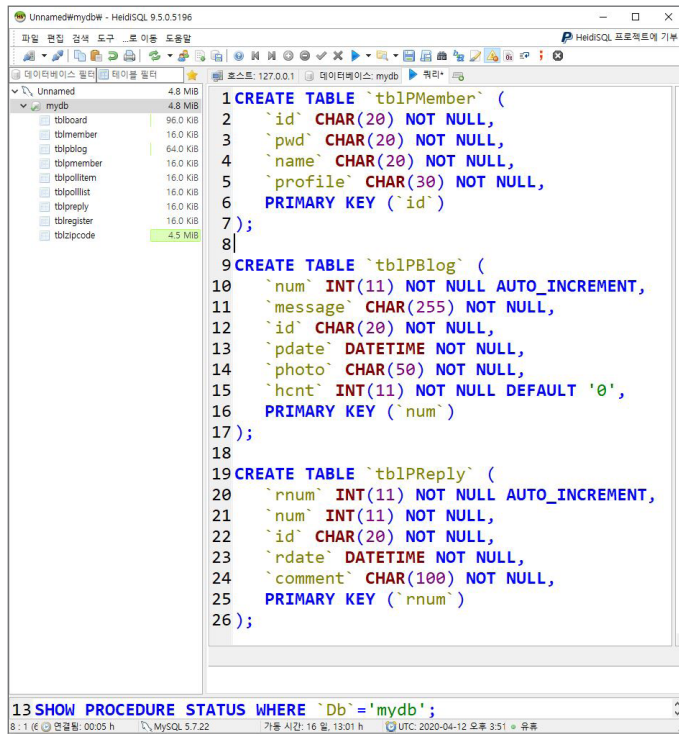 Unnamed₩mydb₩ - HeidiSQL 9.5.0.5196
파일 편집 검색 도구 ...로 이동 도움말
HeidiSQL 프로젝트에 기부
데이터베이스 필터 테이블 필터
호스트: 127.0.0.1 데이터베이스: mydb 쿼리*
Unnamed 4.8 MiB
mydb 4.8 MiB
tblboard 96.0 KiB
tblmember 16.0 KiB
tblpblog 64.0 KiB
tblpmember 16.0 KiB
tblpollitem 16.0 KiB
tblpolllist 16.0 KiB
tblpreply 16.0 KiB
tblregister 16.0 KiB
tblzipcode 4.5 MiB
1 CREATE TABLE `tblPMember` (
2 `id` CHAR(20) NOT NULL,
3 `pwd` CHAR(20) NOT NULL,
4 `name` CHAR(20) NOT NULL,
5 `profile` CHAR(30) NOT NULL,
6 PRIMARY KEY (`id`)
7 );
8
9 CREATE TABLE `tblPBlog` (
10 `num` INT(11) NOT NULL AUTO_INCREMENT,
11 `message` CHAR(255) NOT NULL,
12 `id` CHAR(20) NOT NULL,
13 `pdate` DATETIME NOT NULL,
14 `photo` CHAR(50) NOT NULL,
15 `hcnt` INT(11) NOT NULL DEFAULT '0',
16 PRIMARY KEY (`num`)
17 );
18
19 CREATE TABLE `tblPReply` (
20 `rnum` INT(11) NOT NULL AUTO_INCREMENT,
21 `num` INT(11) NOT NULL,
22 `id` CHAR(20) NOT NULL,
23 `rdate` DATETIME NOT NULL,
24 `comment` CHAR(100) NOT NULL,
25 PRIMARY KEY (`rnum`)
26 );
13 SHOW PROCEDURE STATUS WHERE `Db`='mydb';
8 : 1 (6 연결됨: 00:05 h MySQL 5.7.22 가동 시간: 16 일, 13:01 h UTC: 2020-04-12 오후 3:51 유휴